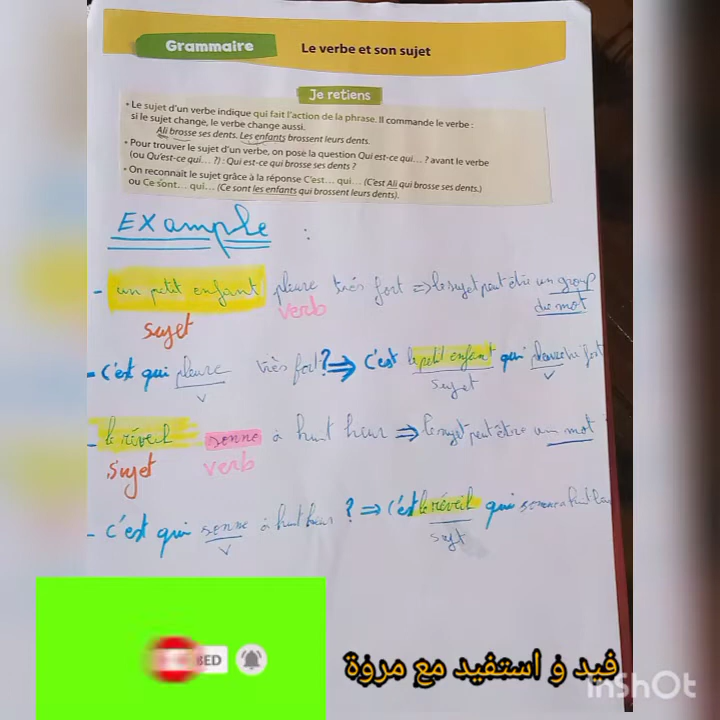 Grammaire
Le verbe et son sujet
Je retiens
• Le sujet d'un verbe indique qui fait l'action de la phrase. Il commande le verbe :
si le sujet change, le verbe change aussi.
Ali brosse ses dents. Les enfants brossent leurs dents.
• Pour trouver le sujet d'un verbe, on pose la question Qui est-ce qui... ? avant le verbe
(ou Qu'est-ce qui... ?) : Qui est-ce qui brosse ses dents ?
• On reconnaît le sujet grâce à la réponse C'est... qui... (C'est Ali qui brosse ses dents.)
ou Ce sont... qui... (Ce sont les enfants qui brossent leurs dents).
EXample :
- un petit enfant pleure très fort => le sujet peut être un group
du mot
sujet verb
- c'est qui pleure très fort ? => c'est le petit enfant qui pleure fort
v sujet v
- le réveil sonne à huit heur => le sujet peut être un mot
sujet verb
- c'est qui sonne à huit heur ? => c'est le réveil qui sonne a huit
v sujt
BED
فيد و استفيد مع مروة
InShOt